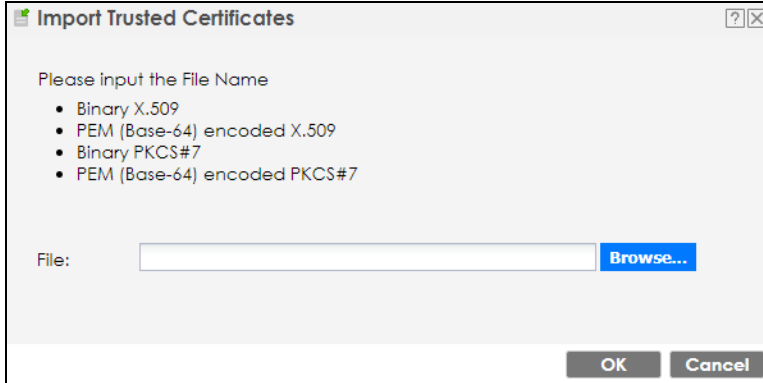 Import Trusted Certificates
Please input the File Name
• Binary X.509
• PEM (Base-64) encoded X.509
• Binary PKCS#7
• PEM (Base-64) encoded PKCS#7
File: Browse...
OK Cancel